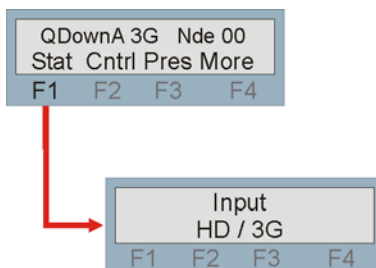 QDownA 3G Nde 00
Stat Cntrl Pres More
F1 F2 F3 F4
Input
HD / 3G
F1 F2 F3 F4